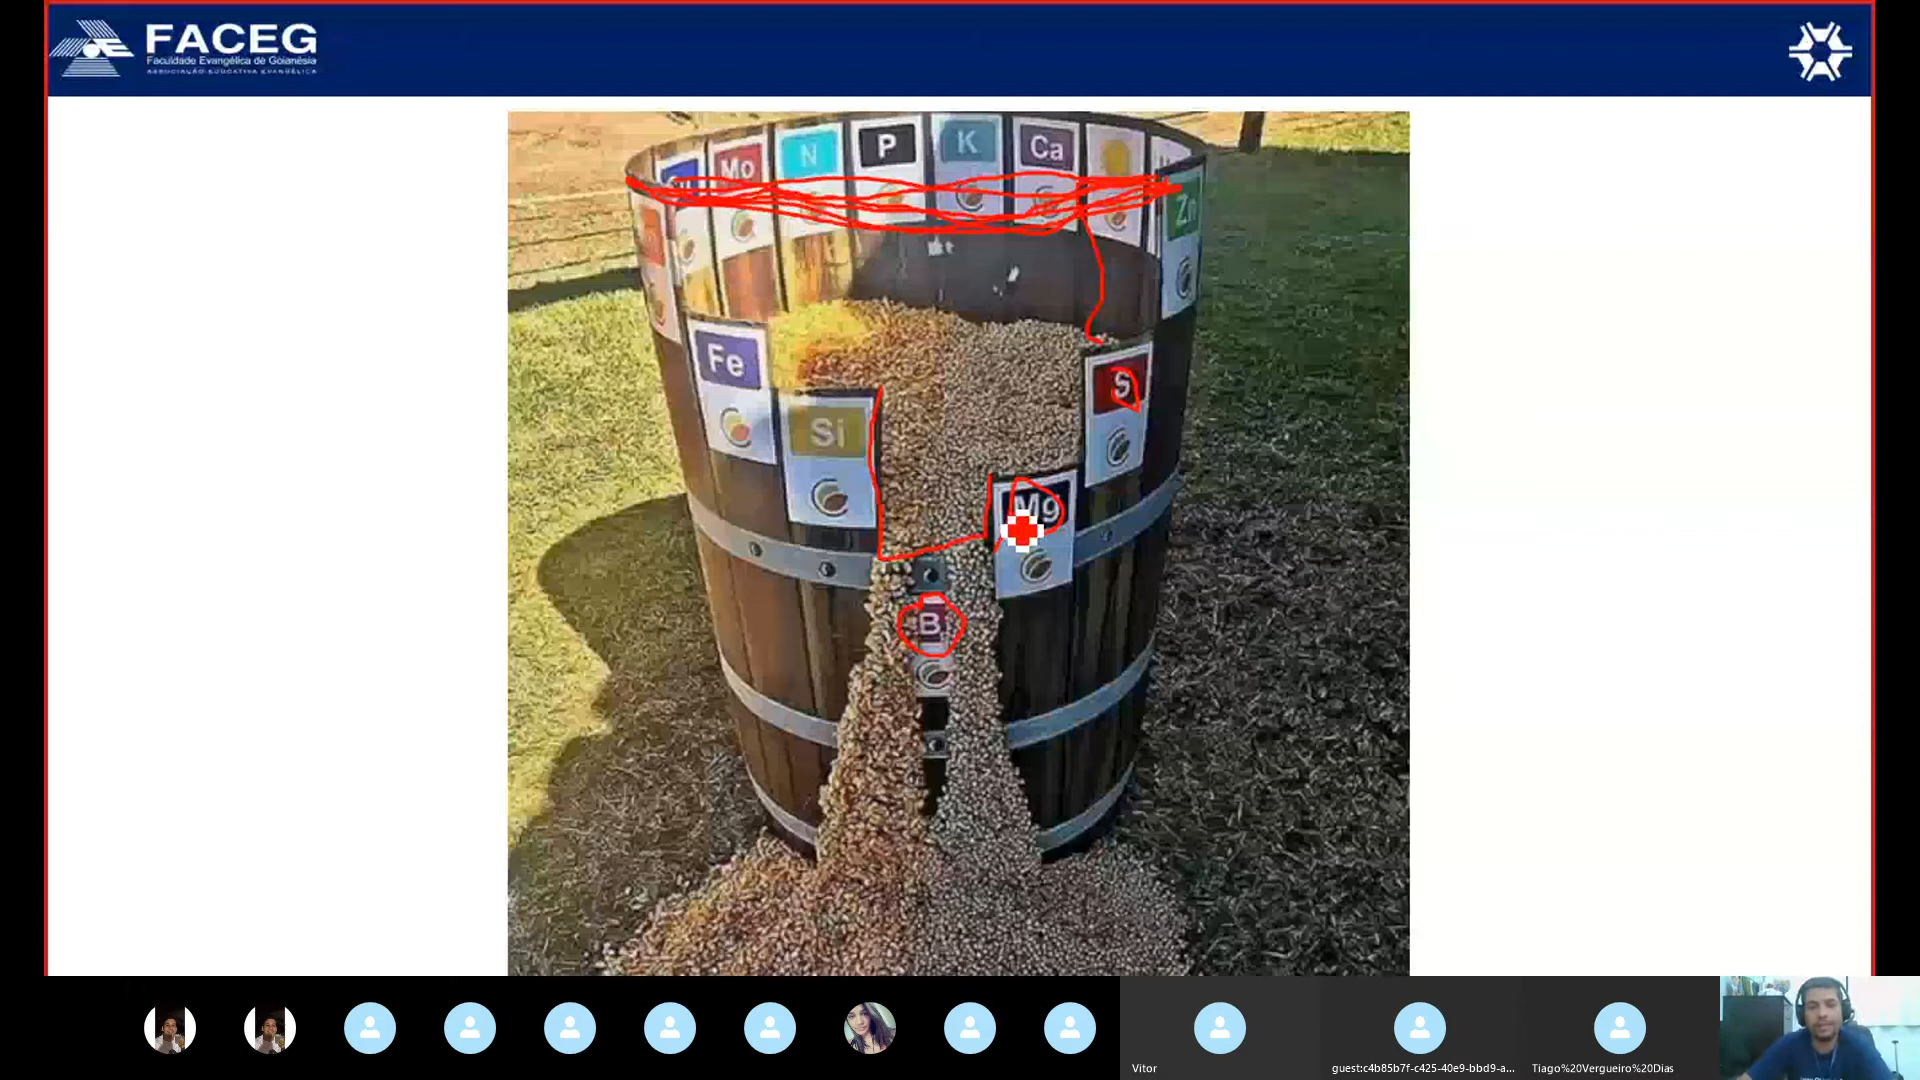 FACEG
Faculdade Evangélica de Goianésia
ASSOCIAÇÃO EDUCATIVA EVANGÉLICA
Mo
N
P
K
Ca
Zn
Fe
Si
S
Mg
B
Vitor
guest:c4b85b7f-c425-40e9-bbd9-a...
Tiago%20Vergueiro%20Dias